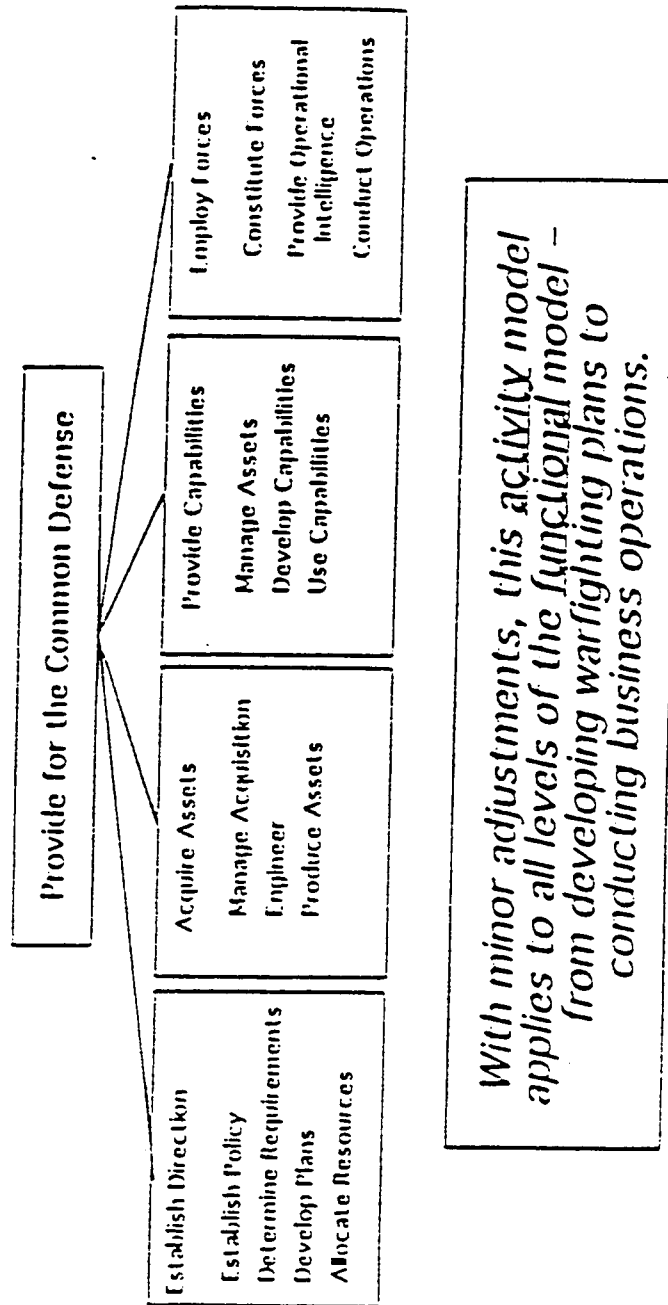 Provide for the Common Defense
Establish Direction
Establish Policy
Determine Requirements
Develop Plans
Allocate Resources
Acquire Assets
Manage Acquisition
Engineer
Produce Assets
Provide Capabilities
Manage Assets
Develop Capabilities
Use Capabilities
Employ Forces
Constitute Forces
Provide Operational
Intelligence
Conduct Operations
With minor adjustments, this activity model
applies to all levels of the functional model –
from developing warfighting plans to
conducting business operations.